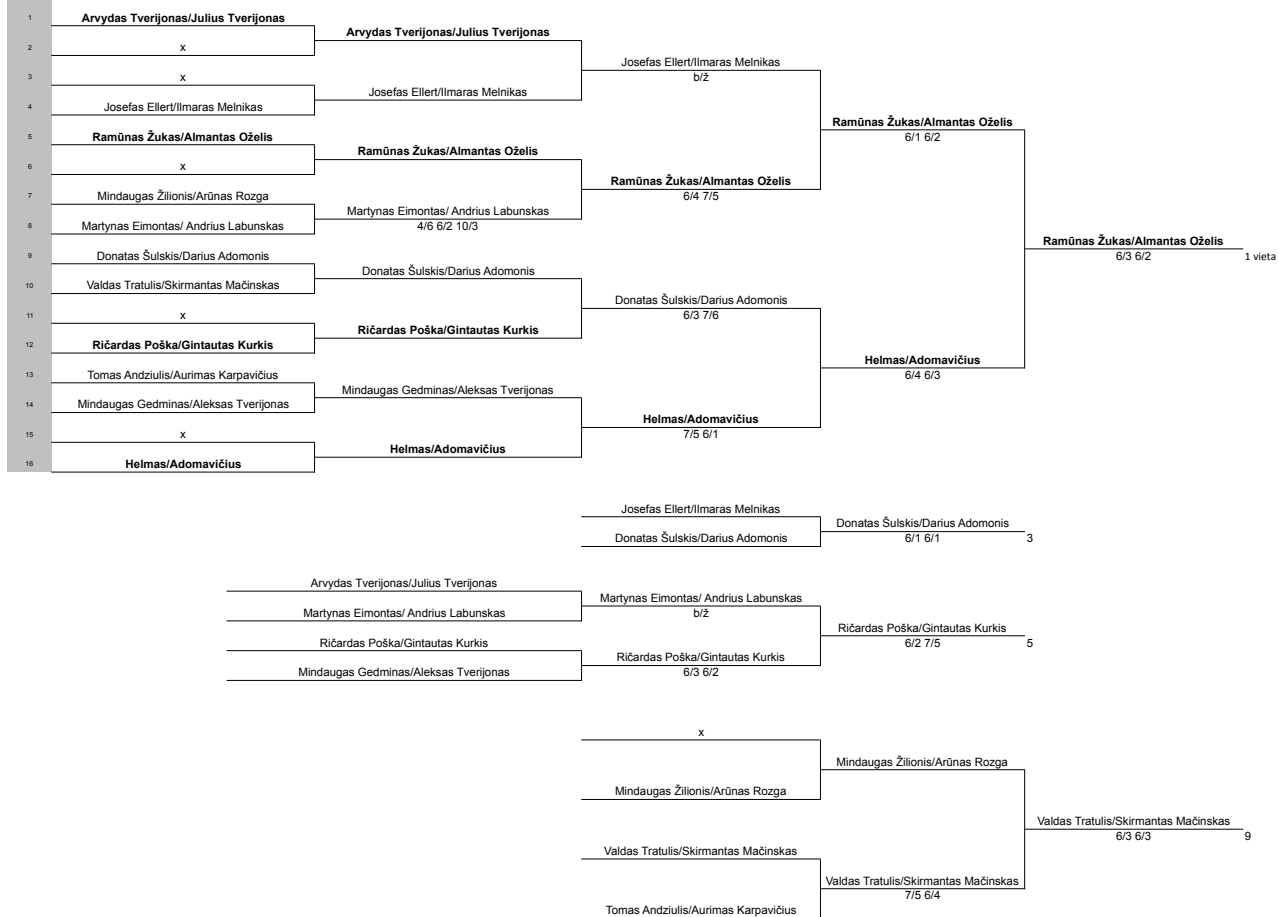 1 Arvydas Tverijonas/Julius Tverijonas
Arvydas Tverijonas/Julius Tverijonas
2 x
Josefas Ellert/Ilmaras Melnikas
3 x
b/ž
Josefas Ellert/Ilmaras Melnikas
4 Josefas Ellert/Ilmaras Melnikas
Ramūnas Žukas/Almantas Oželis
5 Ramūnas Žukas/Almantas Oželis
6/1 6/2
Ramūnas Žukas/Almantas Oželis
6 x
Ramūnas Žukas/Almantas Oželis
7 Mindaugas Žilionis/Arūnas Rozga
6/4 7/5
Martynas Eimontas/ Andrius Labunskas
8 Martynas Eimontas/ Andrius Labunskas
4/6 6/2 10/3
Ramūnas Žukas/Almantas Oželis
9 Donatas Šulskis/Darius Adomonis
6/3 6/2
1 vieta
Donatas Šulskis/Darius Adomonis
10 Valdas Tratulis/Skirmantas Mačinskas
Donatas Šulskis/Darius Adomonis
11 x
6/3 7/6
Ričardas Poška/Gintautas Kurkis
12 Ričardas Poška/Gintautas Kurkis
Helmas/Adomavičius
13 Tomas Andziulis/Aurimas Karpavičius
6/4 6/3
Mindaugas Gedminas/Aleksas Tverijonas
14 Mindaugas Gedminas/Aleksas Tverijonas
Helmas/Adomavičius
15 x
7/5 6/1
Helmas/Adomavičius
16 Helmas/Adomavičius
Josefas Ellert/Ilmaras Melnikas
Donatas Šulskis/Darius Adomonis
Donatas Šulskis/Darius Adomonis
6/1 6/1
3
Arvydas Tverijonas/Julius Tverijonas
Martynas Eimontas/ Andrius Labunskas
Martynas Eimontas/ Andrius Labunskas
b/ž
Ričardas Poška/Gintautas Kurkis
Ričardas Poška/Gintautas Kurkis
6/2 7/5
5
Ričardas Poška/Gintautas Kurkis
Mindaugas Gedminas/Aleksas Tverijonas
6/3 6/2
x
Mindaugas Žilionis/Arūnas Rozga
Mindaugas Žilionis/Arūnas Rozga
Valdas Tratulis/Skirmantas Mačinskas
6/3 6/3
9
Valdas Tratulis/Skirmantas Mačinskas
Valdas Tratulis/Skirmantas Mačinskas
7/5 6/4
Tomas Andziulis/Aurimas Karpavičius